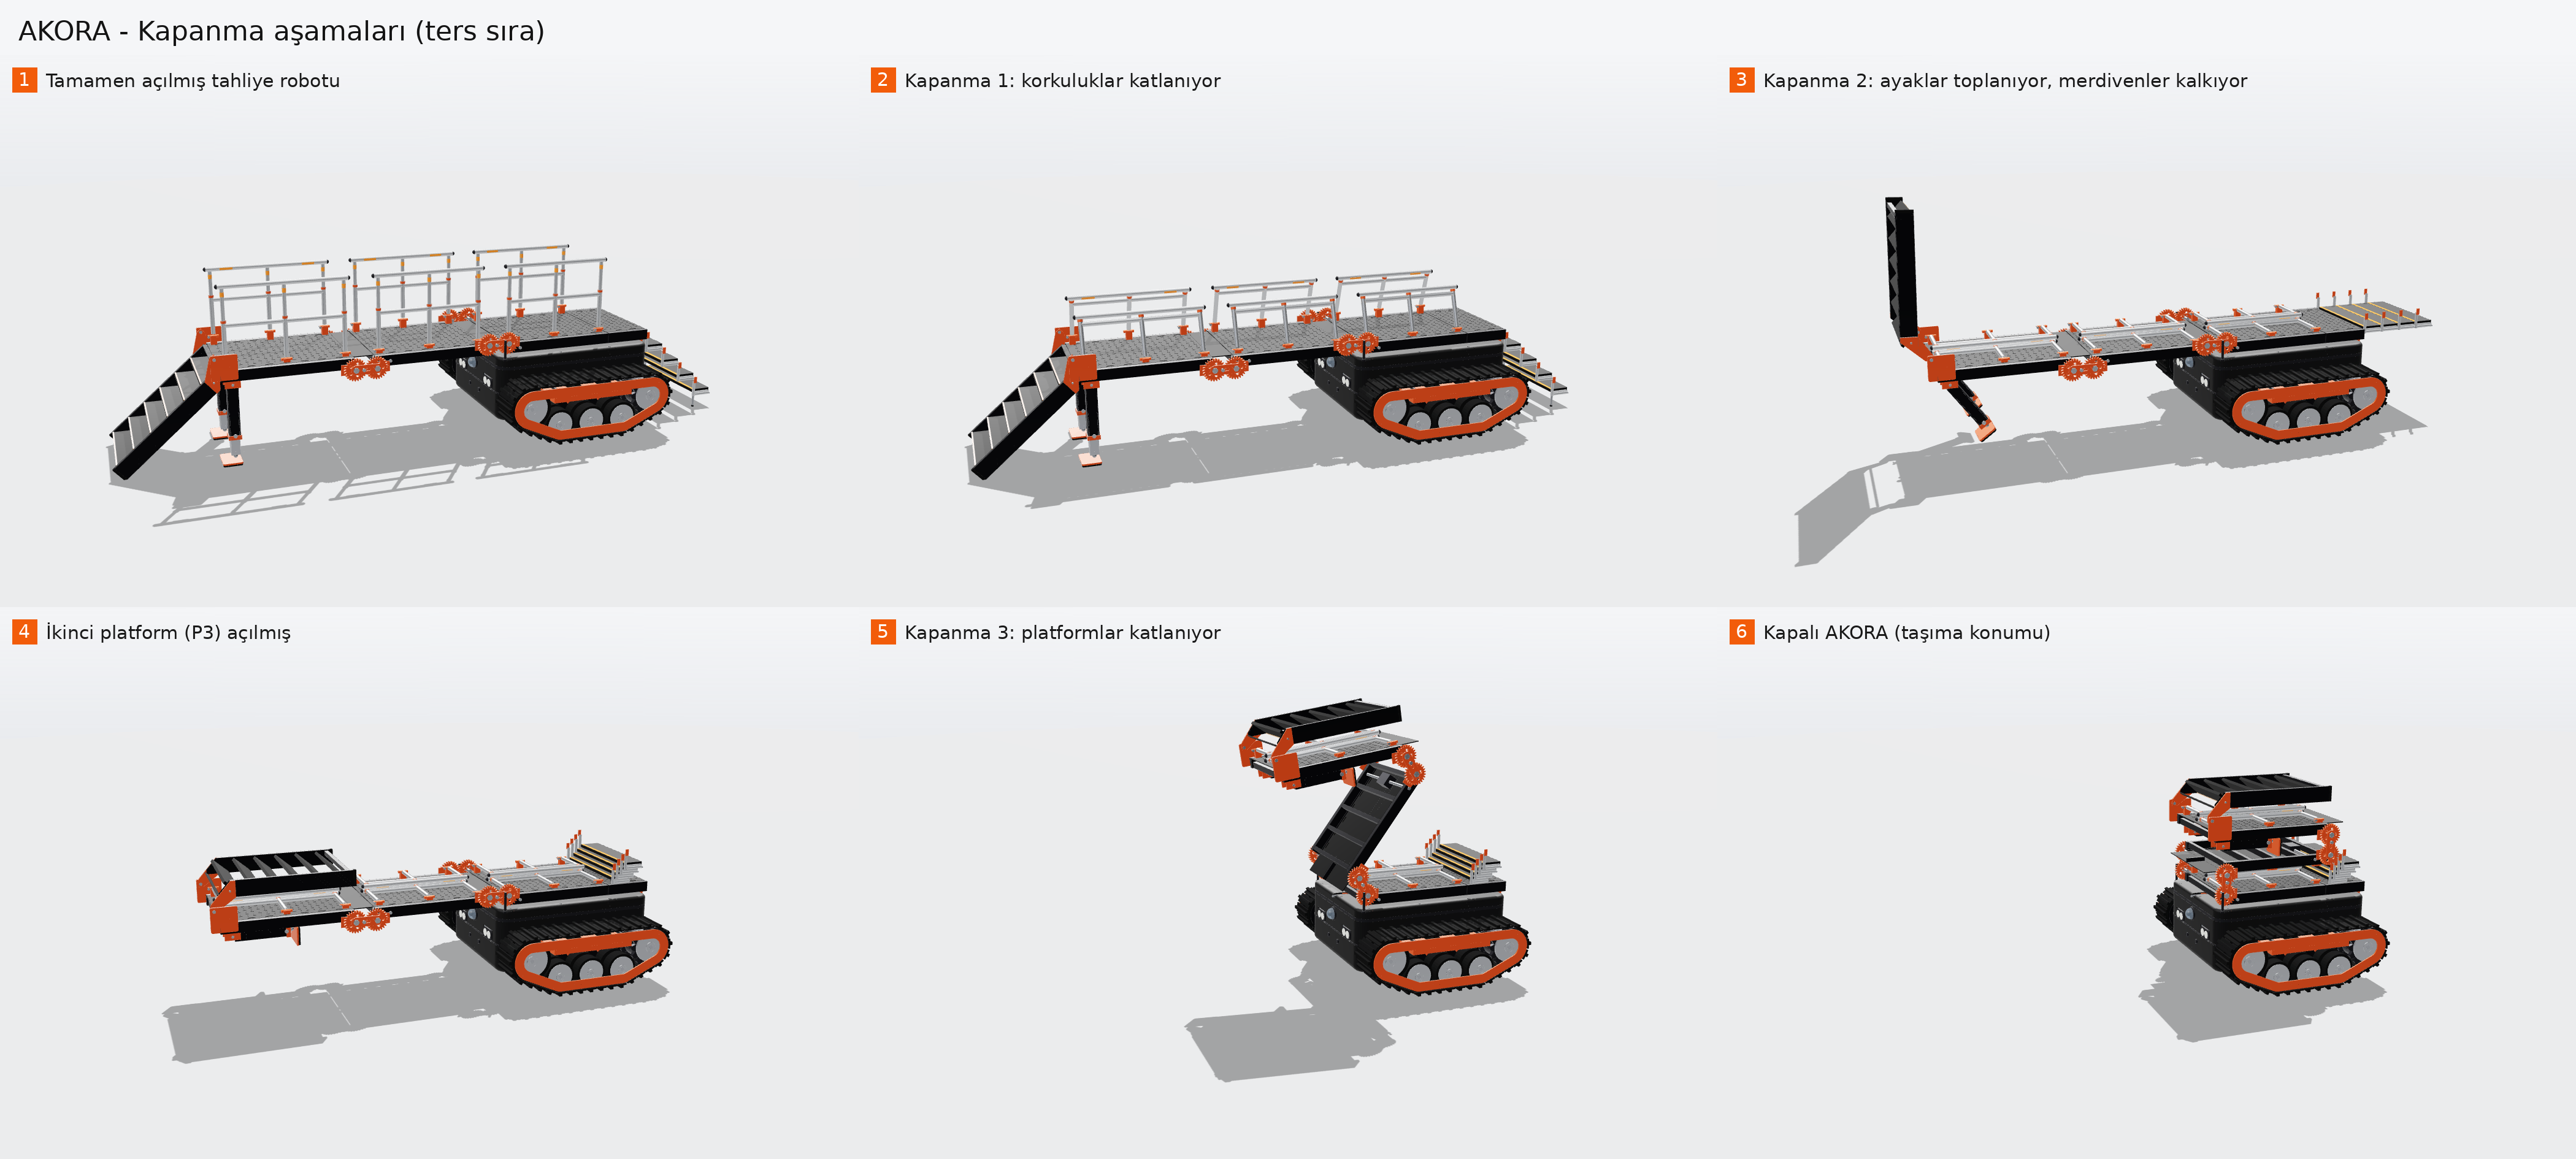 AKORA - Kapanma aşamaları (ters sıra)
1 Tamamen açılmış tahliye robotu
2 Kapanma 1: korkuluklar katlanıyor
3 Kapanma 2: ayaklar toplanıyor, merdivenler kalkıyor
4 İkinci platform (P3) açılmış
5 Kapanma 3: platformlar katlanıyor
6 Kapalı AKORA (taşıma konumu)